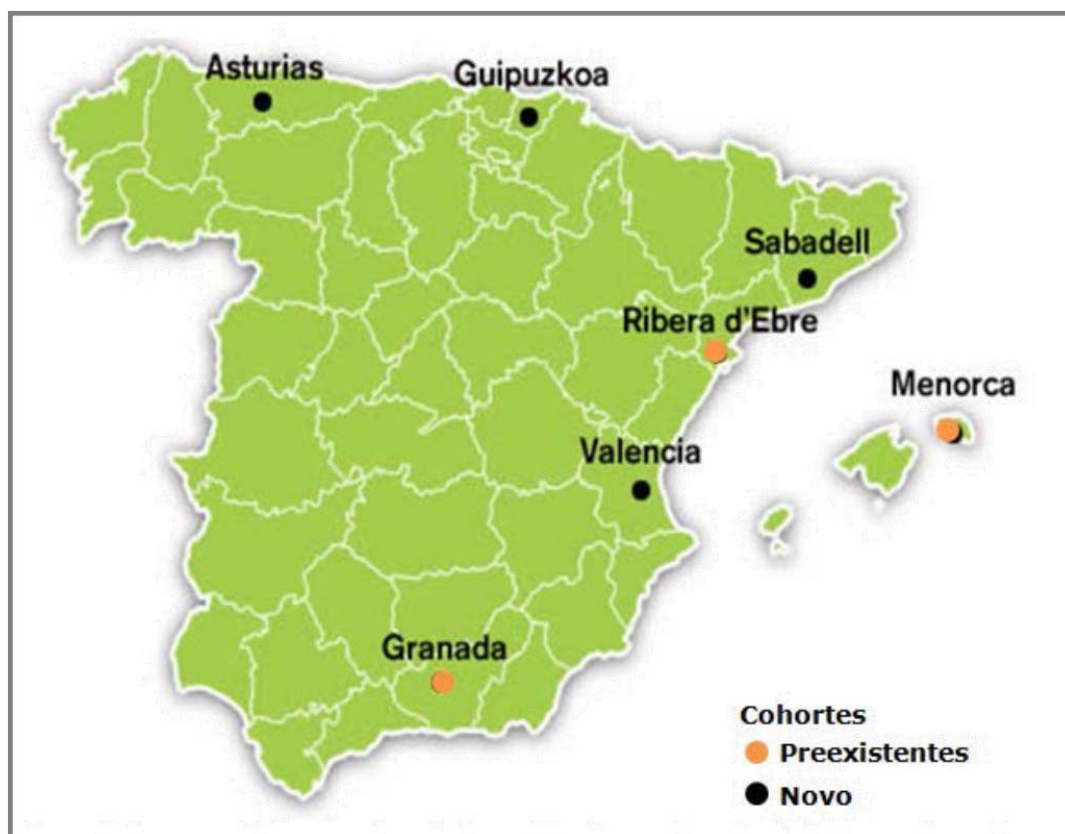 Asturias
Guipuzkoa
Sabadell
Ribera d'Ebre
Menorca
Valencia
Granada
Cohortes
Preexistentes
Novo